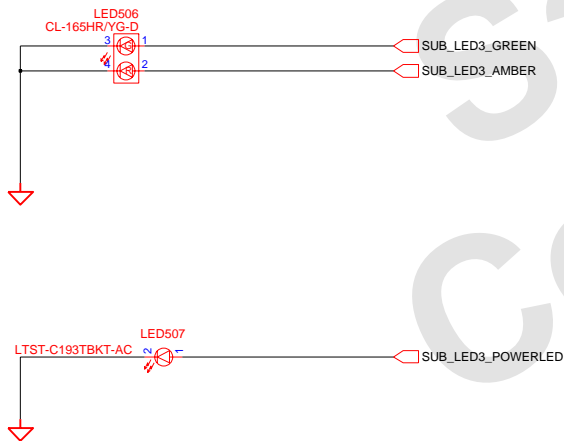 LED506
CL-165HR/YG-D
3 G 1
SUB_LED3_GREEN
4 R 2
SUB_LED3_AMBER
LED507
LTST-C193TBKT-AC
2 1
SUB_LED3_POWERLED